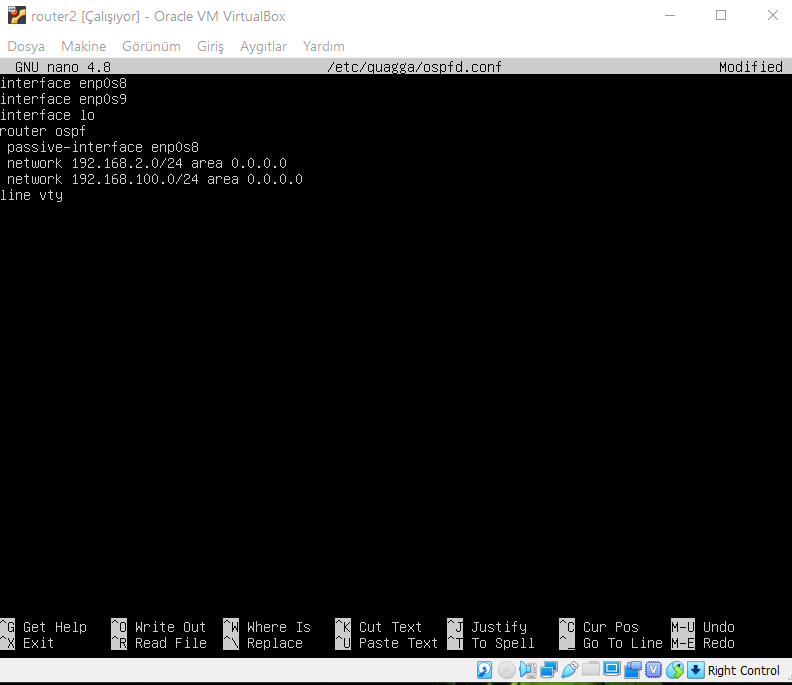 router2 [Çalışıyor] - Oracle VM VirtualBox
Dosya Makine Görünüm Giriş Aygıtlar Yardım
GNU nano 4.8 /etc/quagga/ospfd.conf Modified
interface enp0s8
interface enp0s9
interface lo
router ospf
 passive-interface enp0s8
 network 192.168.2.0/24 area 0.0.0.0
 network 192.168.100.0/24 area 0.0.0.0
line vty
^G Get Help ^O Write Out ^W Where Is ^K Cut Text ^J Justify ^C Cur Pos M-U Undo
^X Exit ^R Read File ^\ Replace ^U Paste Text ^T To Spell ^_ Go To Line M-E Redo
Right Control